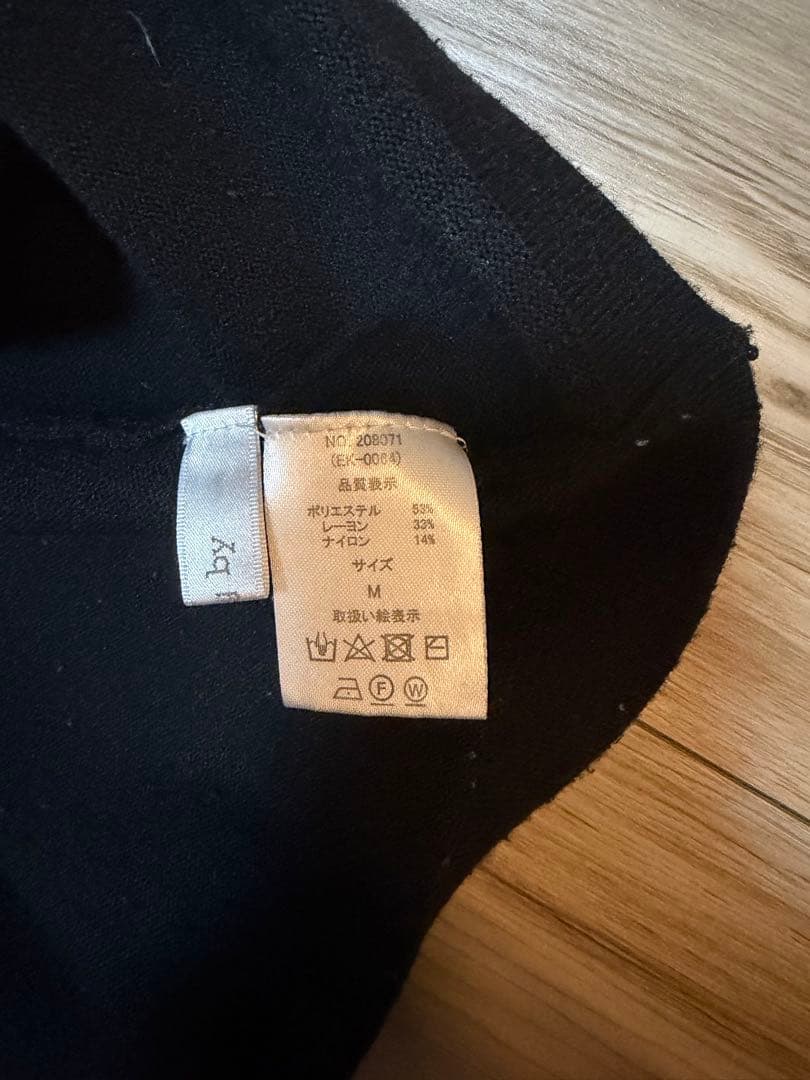 by
NO. 208071
(EK-0064)
品質表示
ポリエステル 53%
レーヨン 33%
ナイロン 14%
サイズ
M
取扱い絵表示
F W